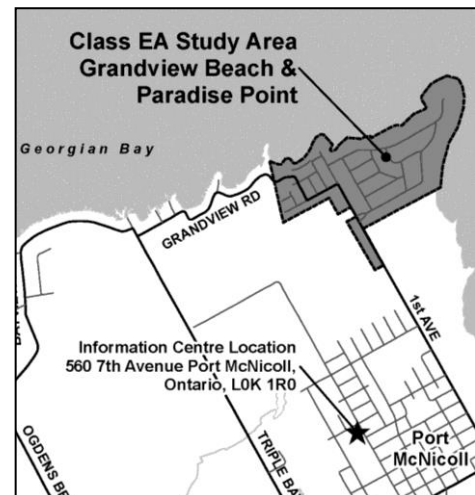 Class EA Study Area
Grandview Beach &
Paradise Point
Georgian Bay
GRANDVIEW RD
1st AVE
Information Centre Location
560 7th Avenue Port McNicoll,
Ontario, L0K 1R0
Port
McNicoll
OGDENS
TRIPLE